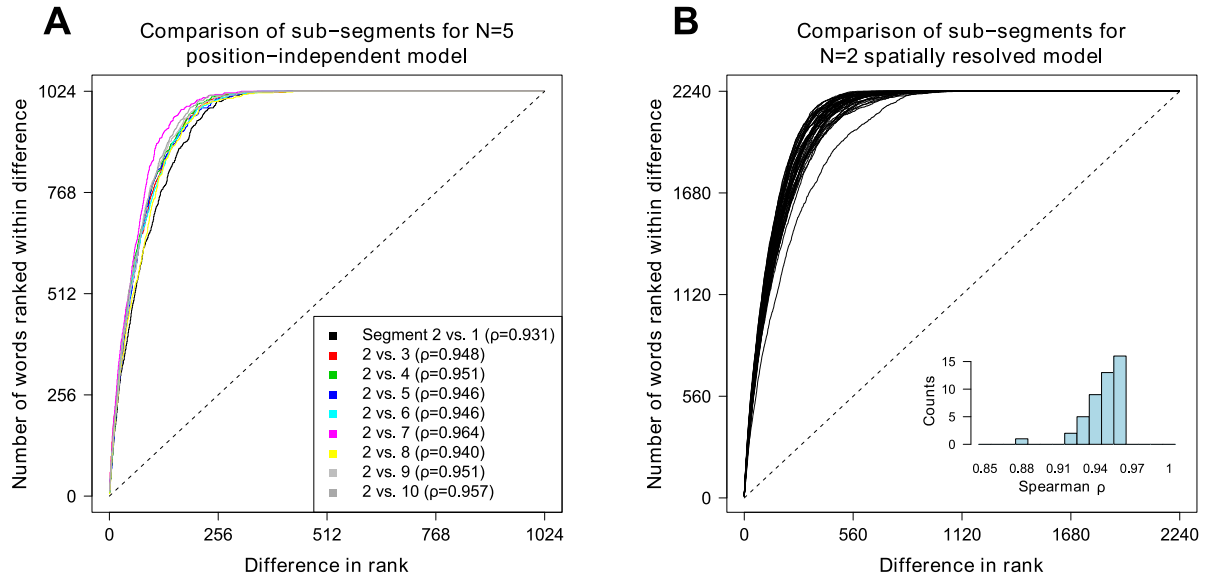 A
Comparison of sub−segments for N=5
position−independent model
Number of words ranked within difference
1024
768
512
256
0
Segment 2 vs. 1 (ρ=0.931)
2 vs. 3 (ρ=0.948)
2 vs. 4 (ρ=0.951)
2 vs. 5 (ρ=0.946)
2 vs. 6 (ρ=0.946)
2 vs. 7 (ρ=0.964)
2 vs. 8 (ρ=0.940)
2 vs. 9 (ρ=0.951)
2 vs. 10 (ρ=0.957)
0 256 512 768 1024
Difference in rank
B
Comparison of sub−segments for
N=2 spatially resolved model
Number of words ranked within difference
2240
1680
1120
560
0
Counts
15
10
5
0
0.85 0.88 0.91 0.94 0.97 1
Spearman ρ
0 560 1120 1680 2240
Difference in rank